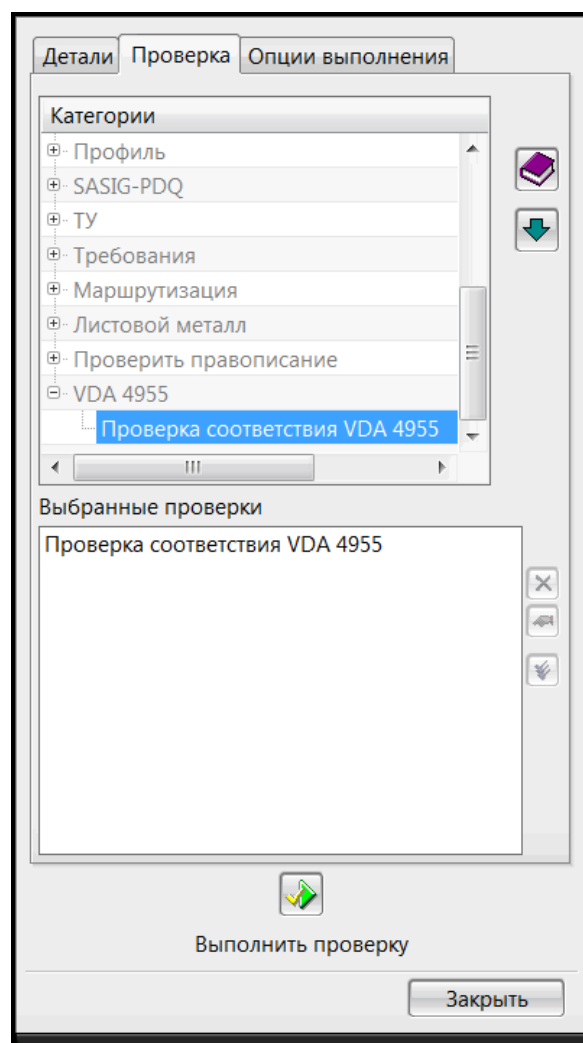 Детали Проверка Опции выполнения
Категории
Профиль
SASIG-PDQ
ТУ
Требования
Маршрутизация
Листовой металл
Проверить правописание
VDA 4955
Проверка соответствия VDA 4955
Выбранные проверки
Проверка соответствия VDA 4955
Выполнить проверку
Закрыть